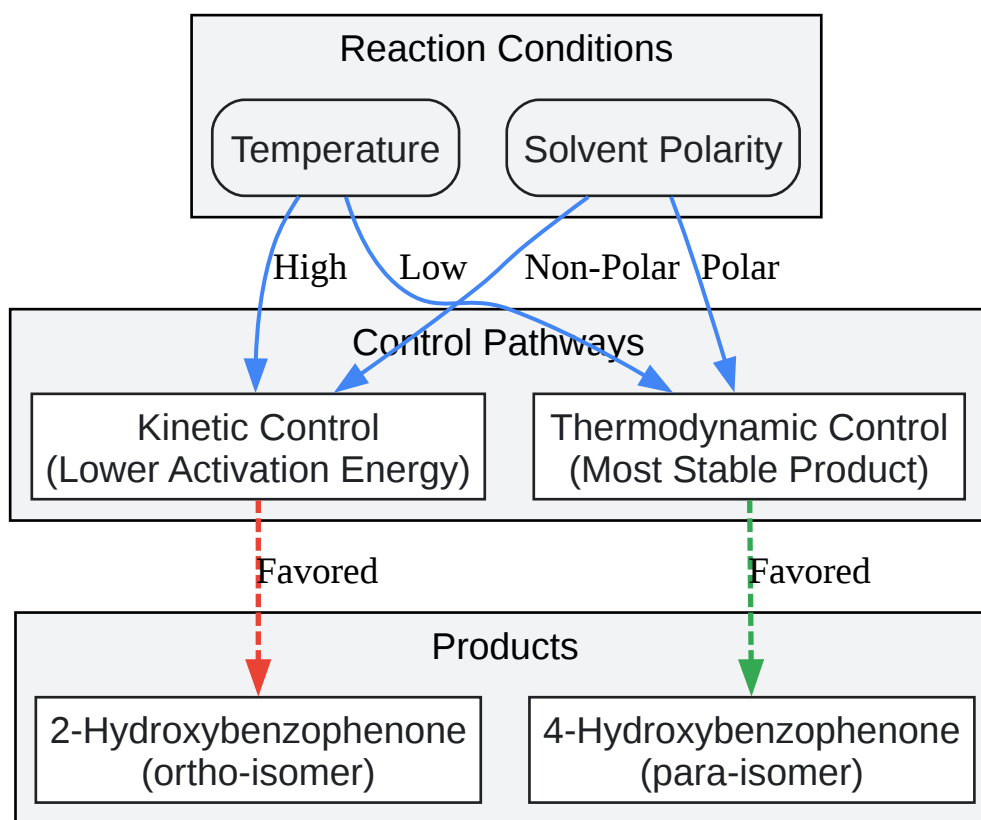 Reaction Conditions
Temperature
Solvent Polarity
High
Low
Non-Polar
Polar
Control Pathways
Kinetic Control
(Lower Activation Energy)
Thermodynamic Control
(Most Stable Product)
Favored
Favored
Products
2-Hydroxybenzophenone
(ortho-isomer)
4-Hydroxybenzophenone
(para-isomer)